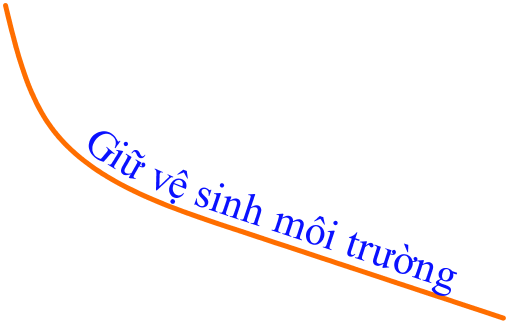 Giữ vệ sinh môi trường